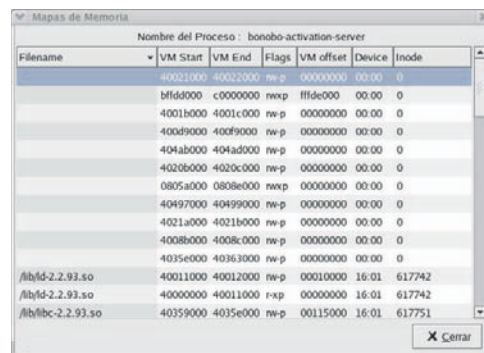 Mapas de Memoria
Nombre del Proceso : bonobo-activation-server
Filename VM Start VM End Flags VM offset Device Inode
40021000 40022000 rw-p 00000000 00:00 0
bffdd000 c0000000 rwxp fffde000 00:00 0
4001b000 4001c000 rw-p 00000000 00:00 0
400d9000 400f9000 rw-p 00000000 00:00 0
404ab000 404ad000 rw-p 00000000 00:00 0
4020b000 4020c000 rw-p 00000000 00:00 0
0805a000 0808e000 rwxp 00000000 00:00 0
40497000 40499000 rw-p 00000000 00:00 0
4021a000 4021b000 rw-p 00000000 00:00 0
4008b000 4008c000 rw-p 00000000 00:00 0
4035e000 40363000 rw-p 00000000 00:00 0
/lib/ld-2.2.93.so 40011000 40012000 rw-p 00010000 16:01 617742
/lib/ld-2.2.93.so 40000000 40011000 r-xp 00000000 16:01 617742
/lib/libc-2.2.93.so 40359000 4035e000 rw-p 00115000 16:01 617751
X Cerrar